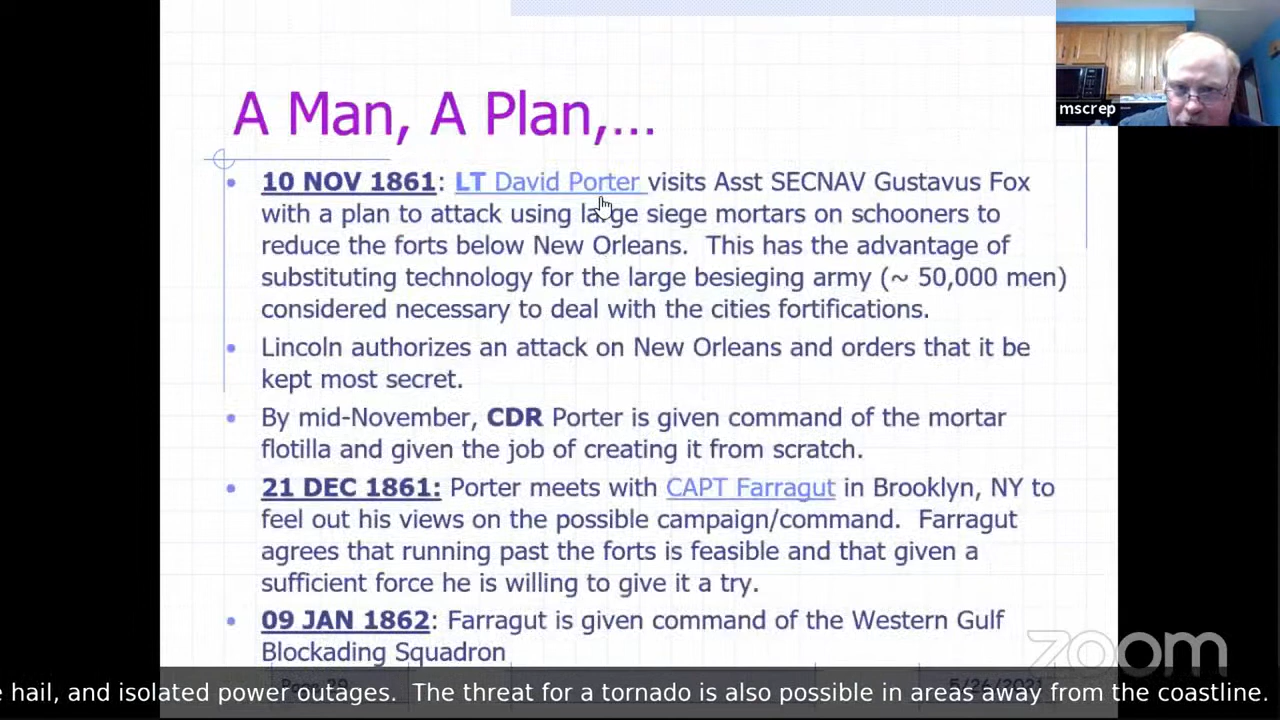 A Man, A Plan,...
mscrep
10 NOV 1861: LT David Porter visits Asst SECNAV Gustavus Fox
with a plan to attack using large siege mortars on schooners to
reduce the forts below New Orleans. This has the advantage of
substituting technology for the large besieging army (~ 50,000 men)
considered necessary to deal with the cities fortifications.
Lincoln authorizes an attack on New Orleans and orders that it be
kept most secret.
By mid-November, CDR Porter is given command of the mortar
flotilla and given the job of creating it from scratch.
21 DEC 1861: Porter meets with CAPT Farragut in Brooklyn, NY to
feel out his views on the possible campaign/command. Farragut
agrees that running past the forts is feasible and that given a
sufficient force he is willing to give it a try.
09 JAN 1862: Farragut is given command of the Western Gulf
Blockading Squadron
zoom
hail, and isolated power outages. The threat for a tornado is also possible in areas away from the coastline.